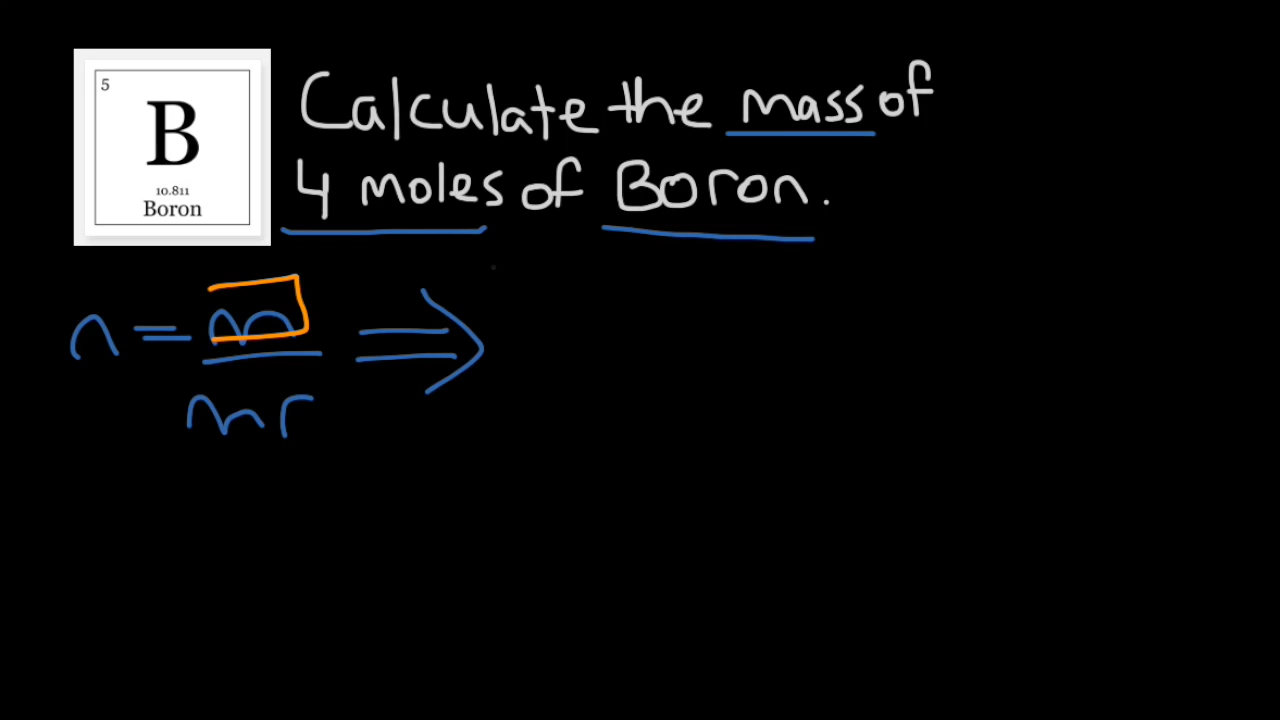 5
B
10.811
Boron
Calculate the mass of
4 moles of Boron.
n = m
mr